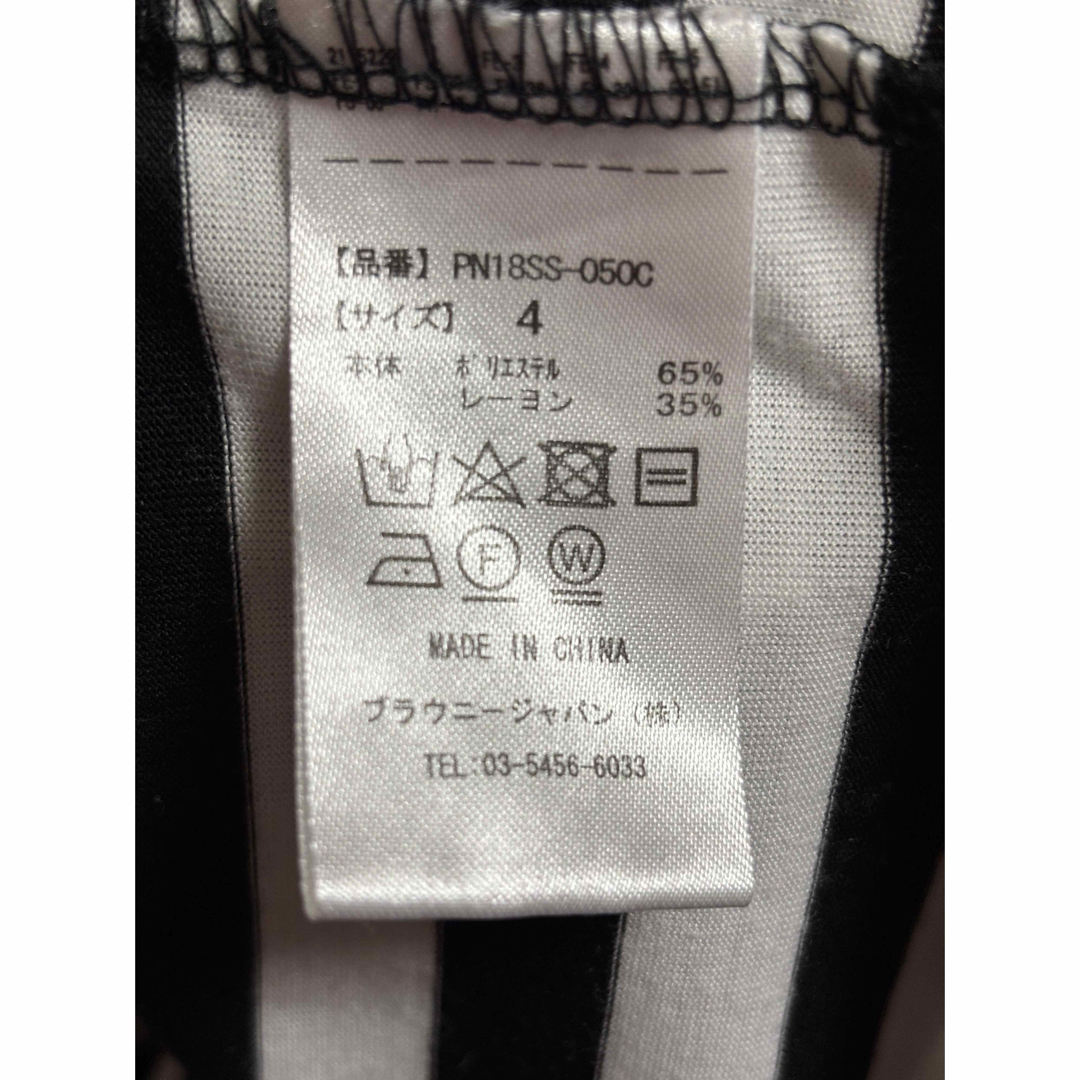 【品番】 PN18SS-050C
【サイズ】 4
本体 ﾎﾟﾘｴｽﾃﾙ 65%
レーヨン 35%
F W
MADE IN CHINA
ブラウニージャパン（株）
TEL:03-5456-6033